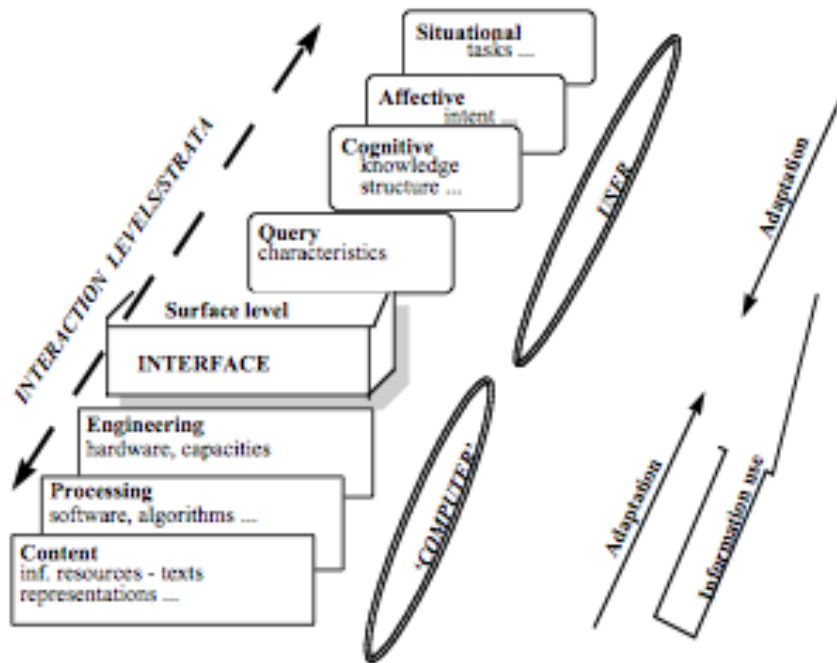 Situational
tasks ....
Affective
intent ...
Cognitive
knowledge
structure ...
Query
characteristics
Surface level
INTERFACE
Engineering
hardware, capacities
Processing
software, algorithms ...
Content
inf. resources - texts
representations ...
INTERACTION LEVELS/STRATA
USER
'COMPUTER'
Adaptation
Adaptation
Information use